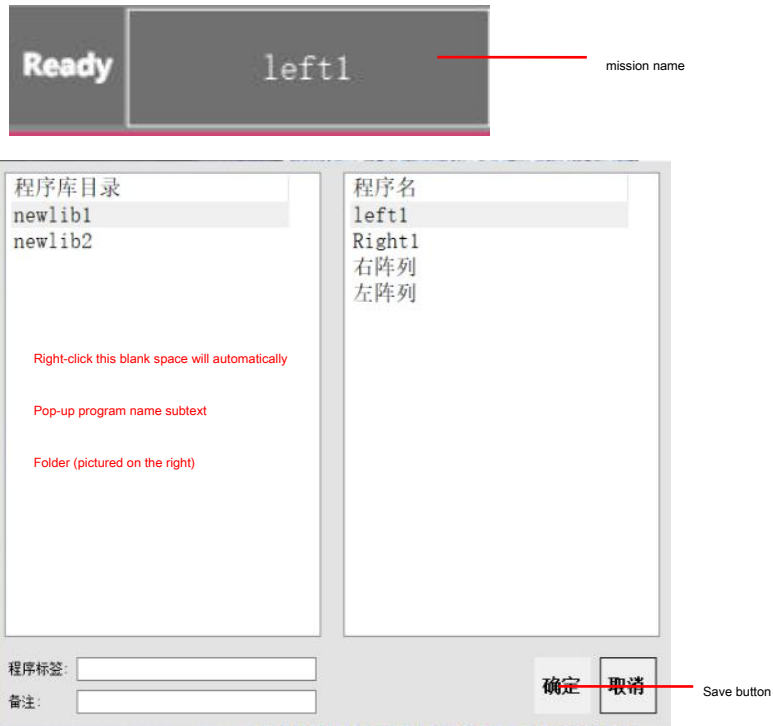 Ready
left1
mission name
程序库目录
newlib1
newlib2
程序名
left1
Right1
右阵列
左阵列
Right-click this blank space will automatically
Pop-up program name subtext
Folder (pictured on the right)
程序标签:
备注:
确定
取消
Save button